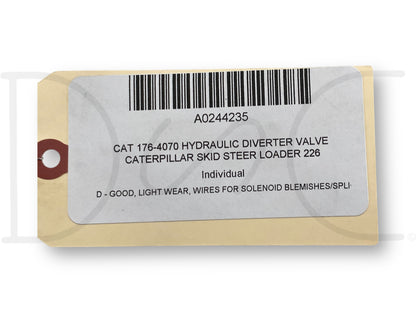 A0244235
CAT 176-4070 HYDRAULIC DIVERTER VALVE
CATERPILLAR SKID STEER LOADER 226
Individual
D - GOOD, LIGHT WEAR, WIRES FOR SOLENOID BLEMISHES/SPLI